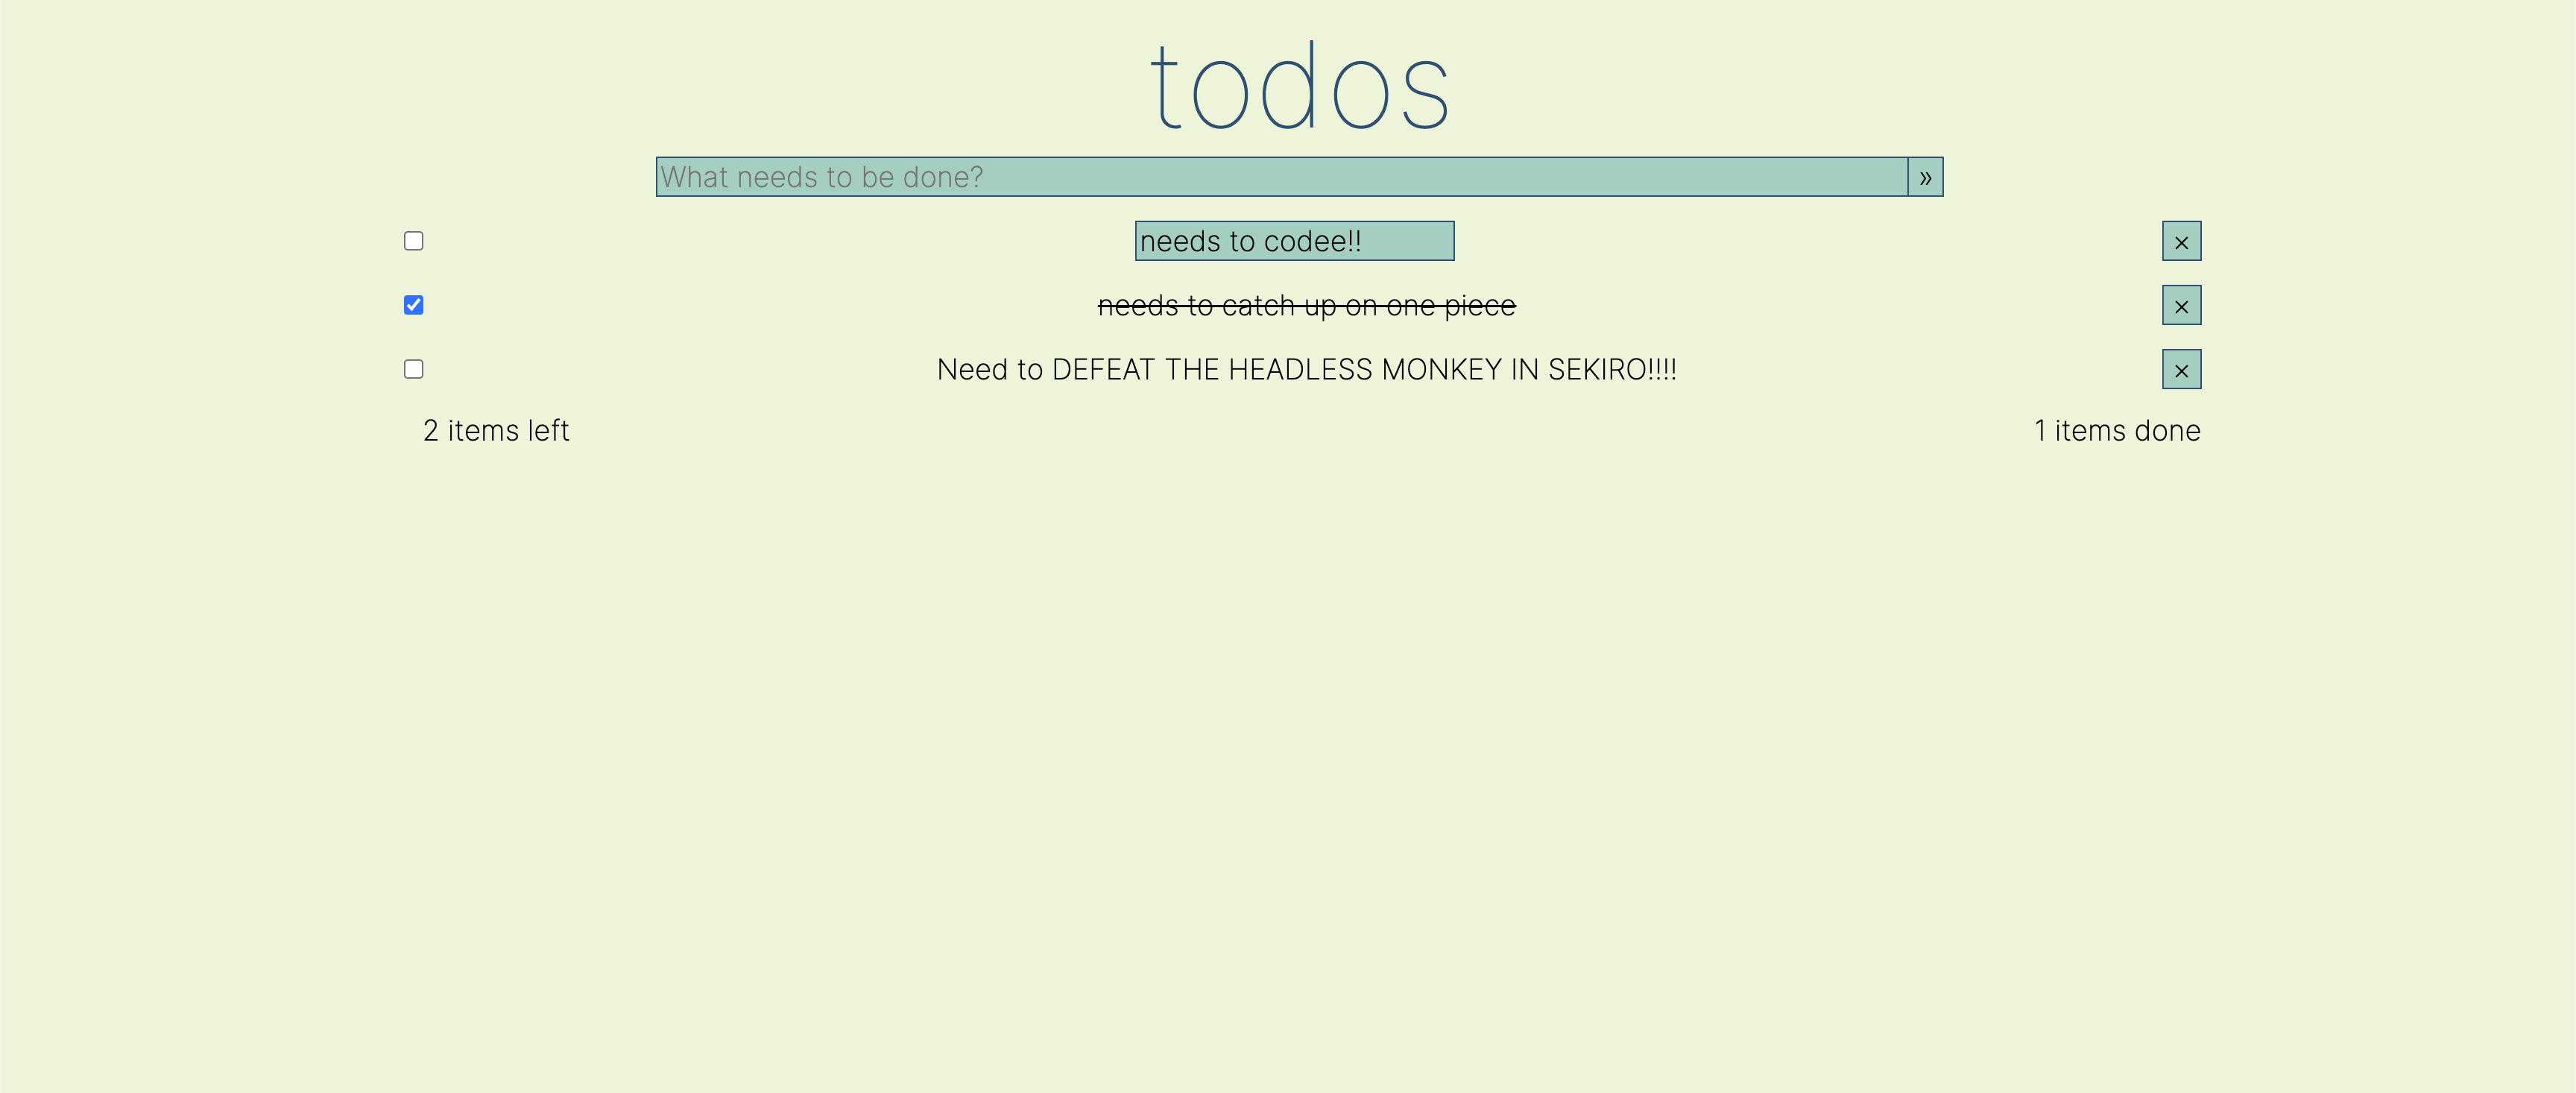 todos
What needs to be done? »
needs to codee!! ×
needs to catch up on one piece ×
Need to DEFEAT THE HEADLESS MONKEY IN SEKIRO!!!! ×
2 items left 1 items done